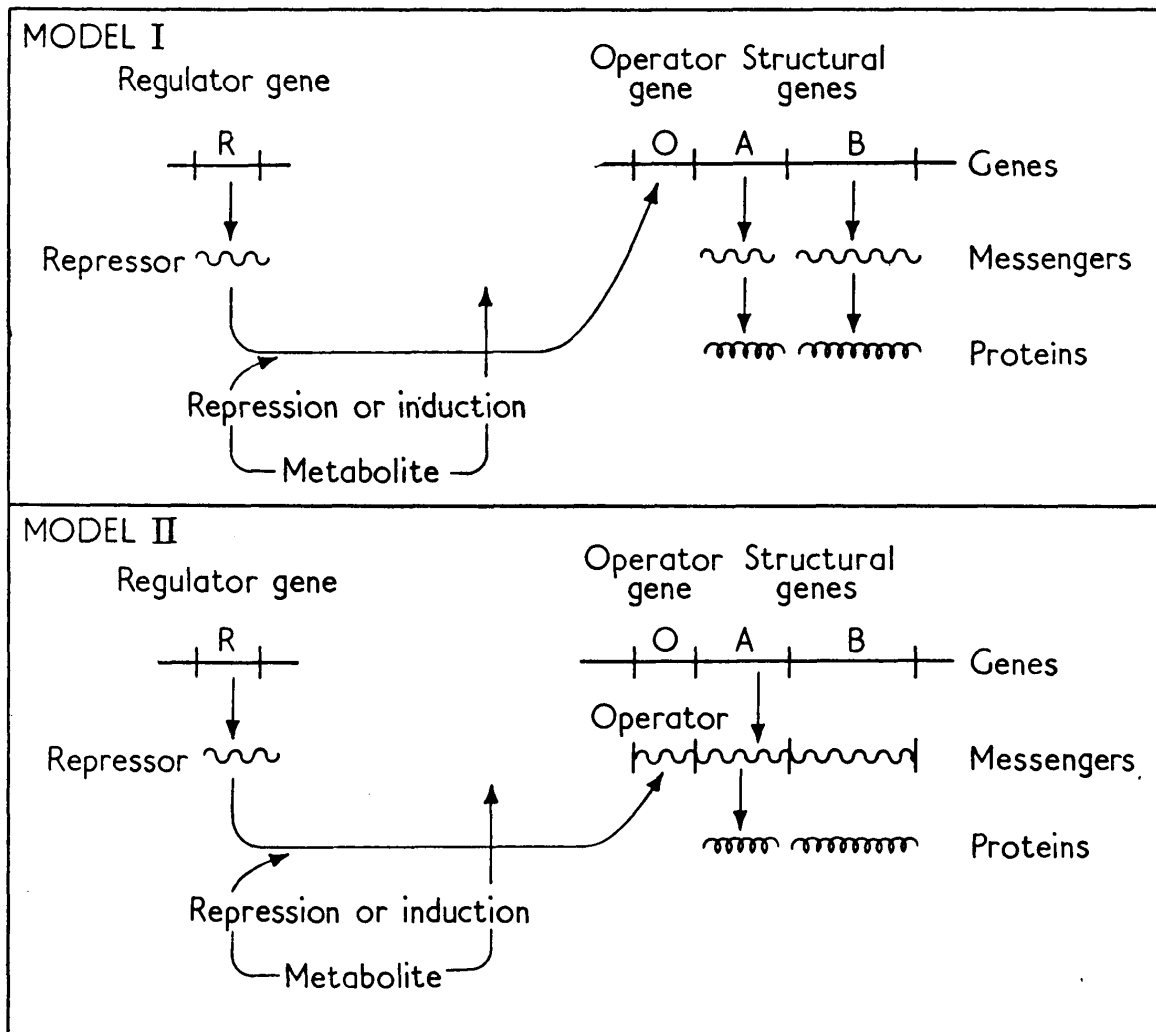 MODEL I
Regulator gene
Operator gene
Structural genes
R
O
A
B
Genes
Repressor
Messengers
Proteins
Repression or induction
Metabolite
MODEL II
Regulator gene
Operator gene
Structural genes
R
O
A
B
Genes
Operator
Repressor
Messengers
Proteins
Repression or induction
Metabolite